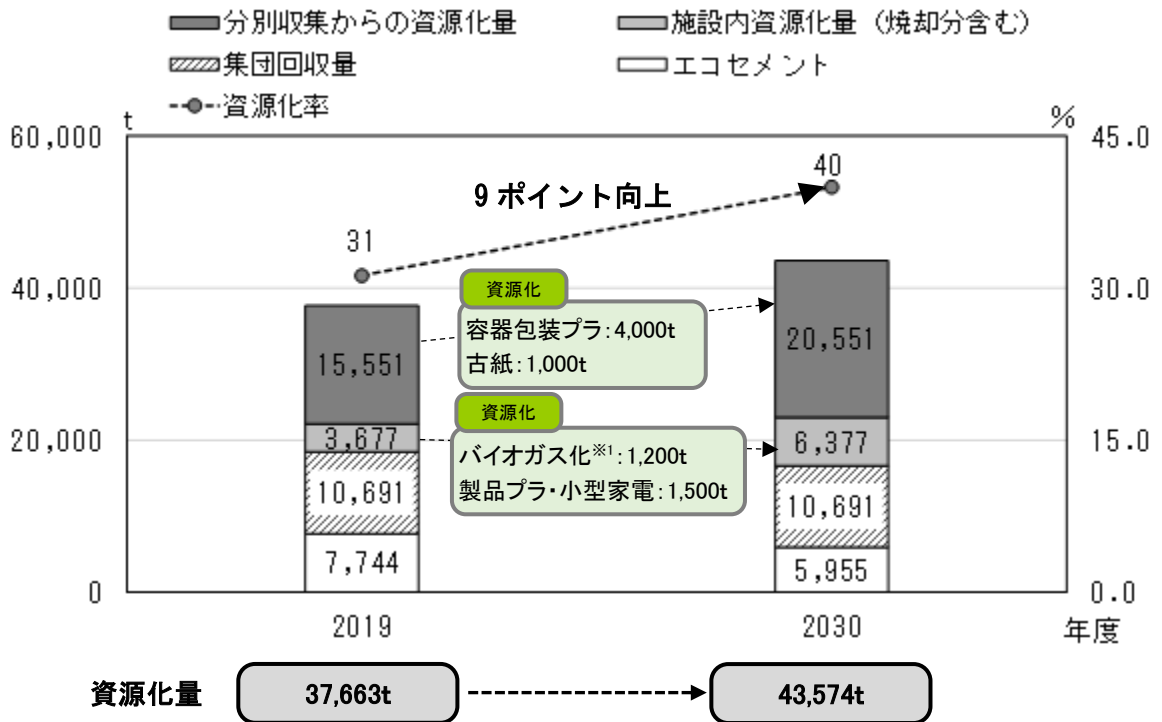 分別収集からの資源化量
施設内資源化量（焼却分含む）
集団回収量
エコセメント
資源化率
t
%
60,000
45.0
40
9ポイント向上
31
40,000
30.0
資源化
容器包装プラ：4,000t
古紙：1,000t
15,551
20,551
資源化
バイオガス化※1：1,200t
製品プラ・小型家電：1,500t
20,000
15.0
3,677
6,377
10,691
10,691
7,744
5,955
0
0.0
2019
2030
年度
資源化量
37,663t
43,574t